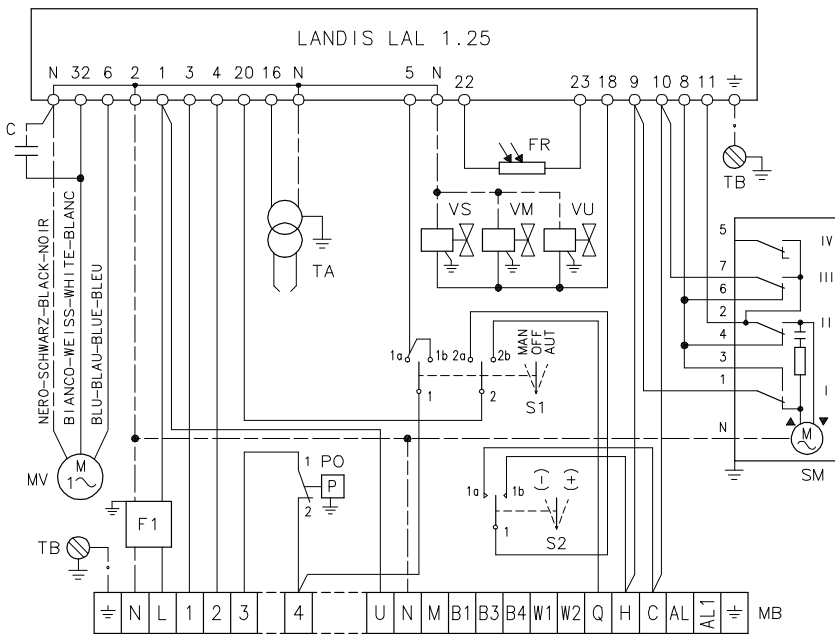 LANDIS LAL 1.25
N 32 6 2 1 3 4 20 16 N 5 N 22 23 18 9 10 8 11
C
FR
TB
NERO-SCHWARZ-BLACK-NOIR
BIANCO-WEISS-WHITE-BLANC
BLU-BLAU-BLUE-BLEU
VS VM VU
TA
5 IV
7 III
6
2 II
4
3
1 I
N
M
SM
1a 1b 2a 2b
MAN
OFF
AUT
1 2
S1
M
1~
MV
1 PO
P
2
1a 1b (-) (+)
1
S2
F1
TB
N L 1 2 3 4 U N M B1 B3 B4 W1 W2 Q H C AL AL1 MB